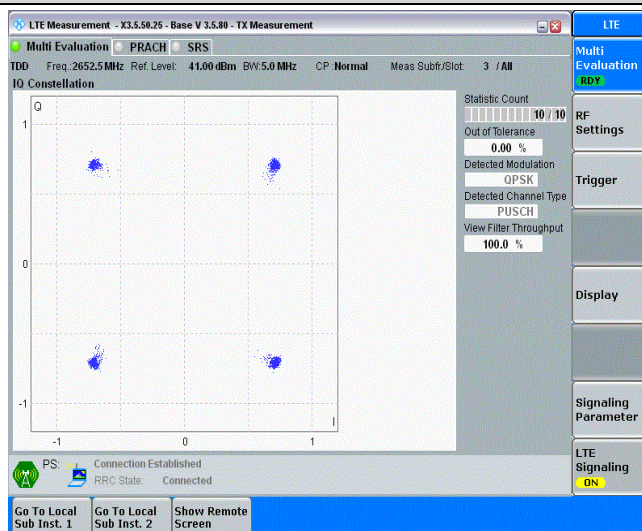 LTE Measurement - X3.5.50.25 - Base V 3.5.80 - TX Measurement
LTE
Multi Evaluation PRACH SRS
TDD Freq.:2652.5 MHz Ref. Level: 41.00 dBm BW:5.0 MHz CP :Normal Meas Subfr./Slot: 3 / All
IQ Constellation
Q
1
0
-1
I
-1 0 1
Statistic Count
10 / 10
Out of Tolerance
0.00 %
Detected Modulation
QPSK
Detected Channel Type
PUSCH
View Filter Throughput
100.0 %
Multi
Evaluation
RDY
RF
Settings
Trigger
Display
Signaling
Parameter
LTE
Signaling
ON
PS: Connection Established
RRC State: Connected
Go To Local
Sub Inst. 1
Go To Local
Sub Inst. 2
Show Remote
Screen